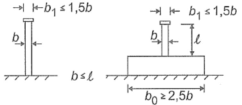 b₁ ≤ 1,5b
b₁ ≤ 1,5b
b
b
l
b ≤ l
b₀ ≥ 2,5b